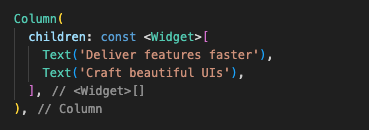 Column(
  children: const <Widget>[
    Text('Deliver features faster'),
    Text('Craft beautiful UIs'),
  ], // <Widget>[]
), // Column